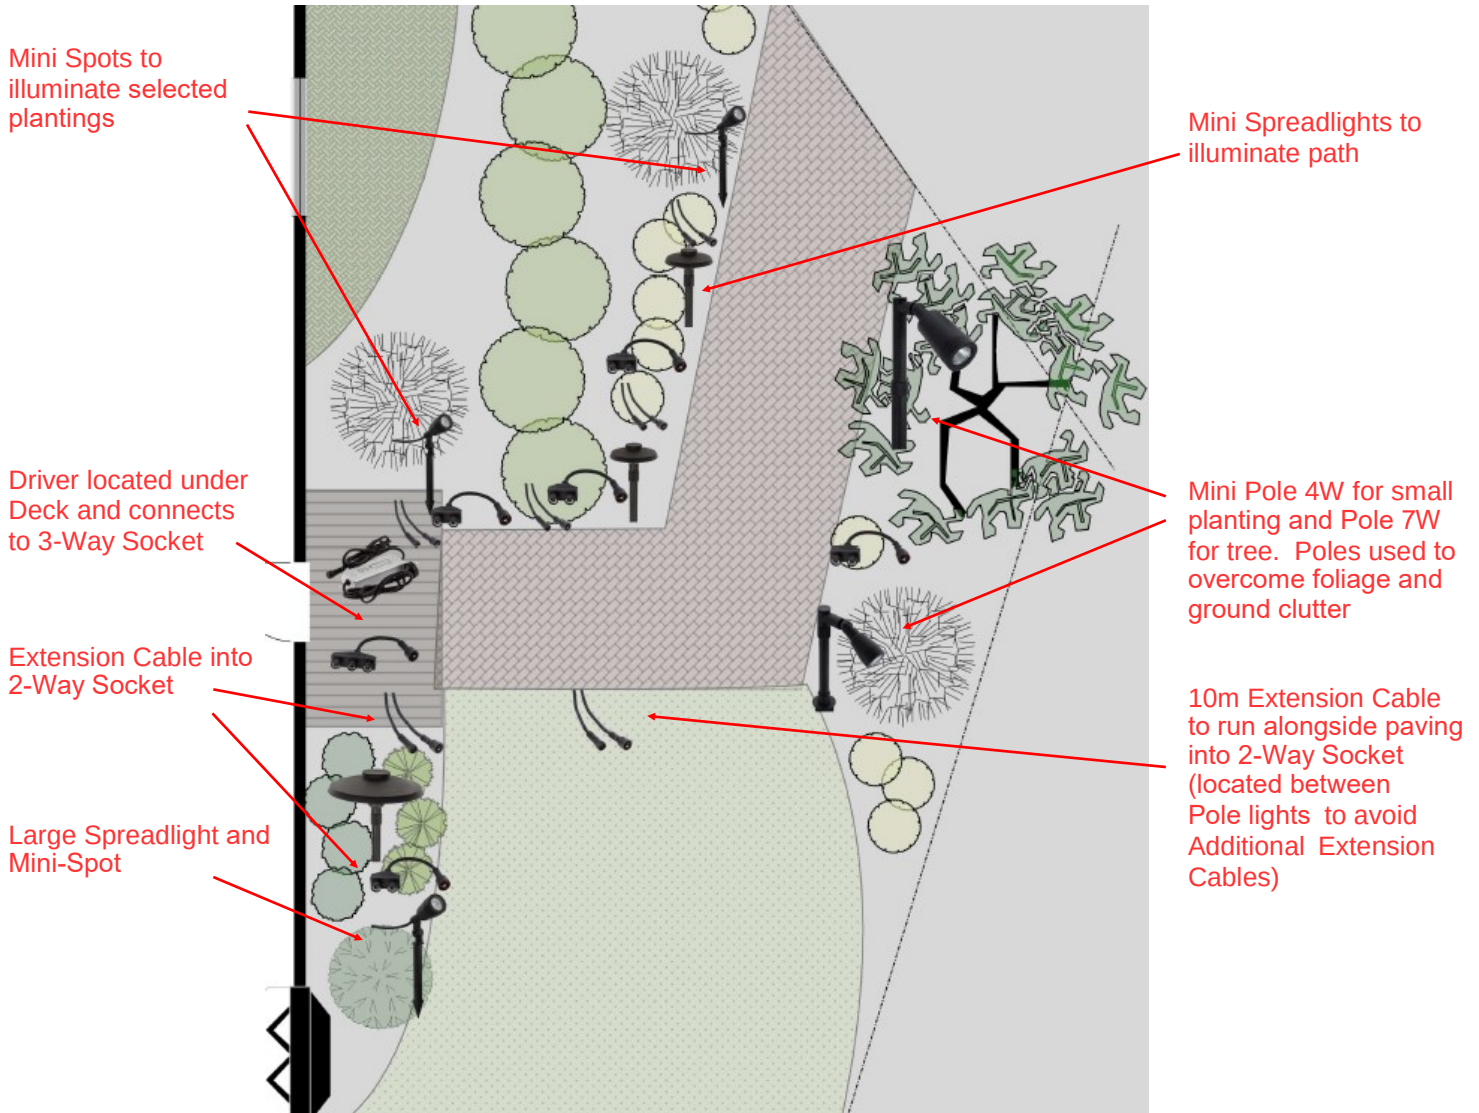 Mini Spots to
illuminate selected
plantings
Driver located under
Deck and connects
to 3-Way Socket
Extension Cable into
2-Way Socket
Large Spreadlight and
Mini-Spot
Mini Spreadlights to
illuminate path
Mini Pole 4W for small
planting and Pole 7W
for tree. Poles used to
overcome foliage and
ground clutter
10m Extension Cable
to run alongside paving
into 2-Way Socket
(located between
Pole lights to avoid
Additional Extension
Cables)